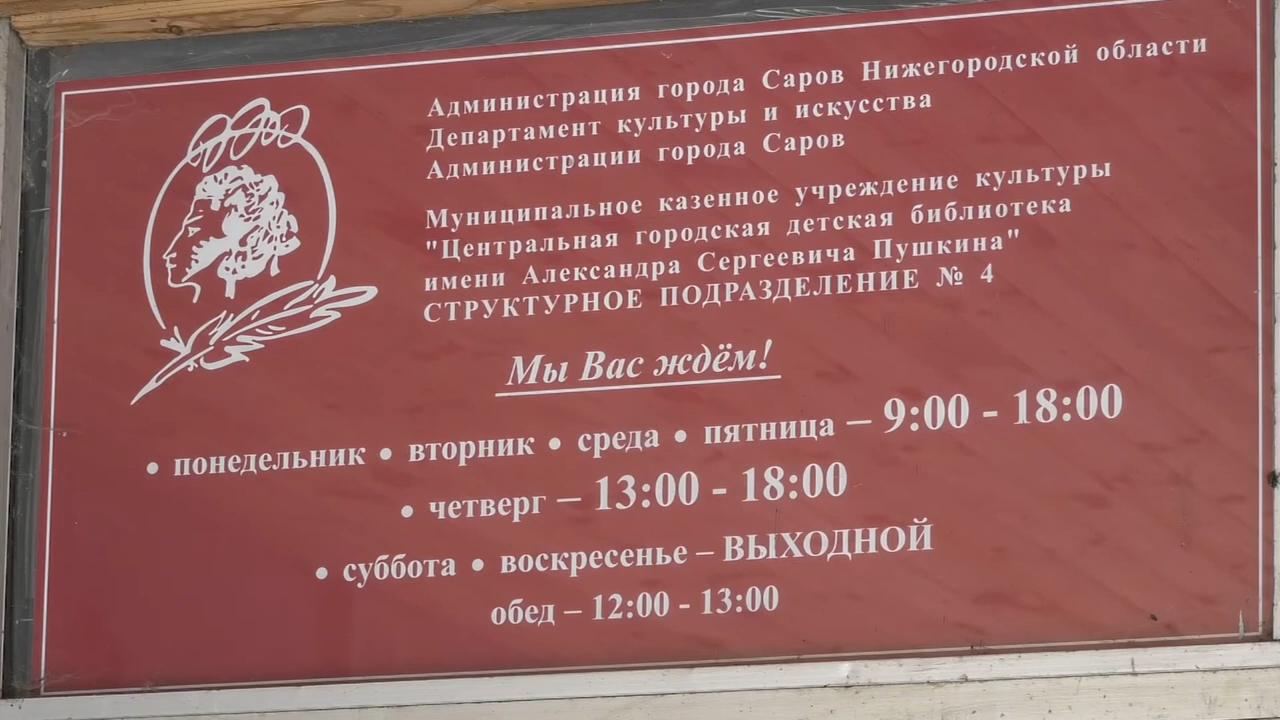 Администрация города Саров Нижегородской области
Департамент культуры и искусства
Администрации города Саров
Муниципальное казенное учреждение культуры
"Центральная городская детская библиотека
имени Александра Сергеевича Пушкина"
СТРУКТУРНОЕ ПОДРАЗДЕЛЕНИЕ № 4
Мы Вас ждём!
• понедельник • вторник • среда • пятница – 9:00 - 18:00
• четверг – 13:00 - 18:00
• суббота • воскресенье – ВЫХОДНОЙ
обед – 12:00 - 13:00